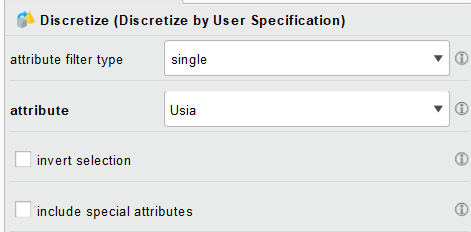 Discretize (Discretize by User Specification)
attribute filter type single
attribute Usia
invert selection
include special attributes